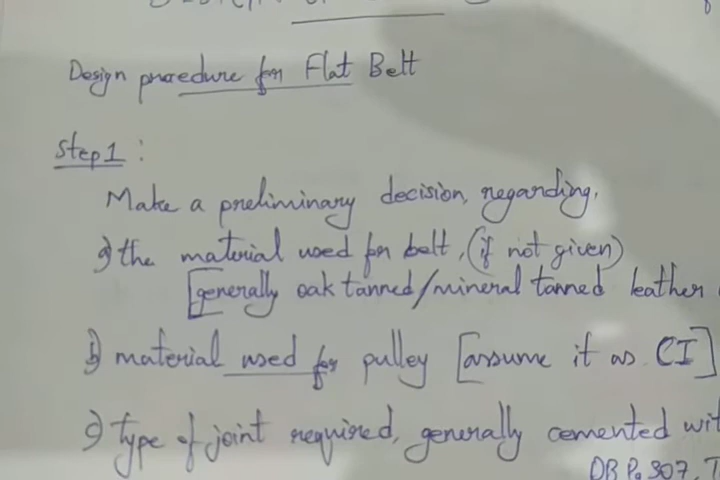 Design procedure for Flat Belt
Step 1 :
Make a preliminary decision, regarding,
a) the material used for belt, (if not given)
[generally oak tanned/mineral tanned leather
b) material used for pulley [assume it as CI]
c) type of joint required, generally cemented wit
DB Pg 307, T